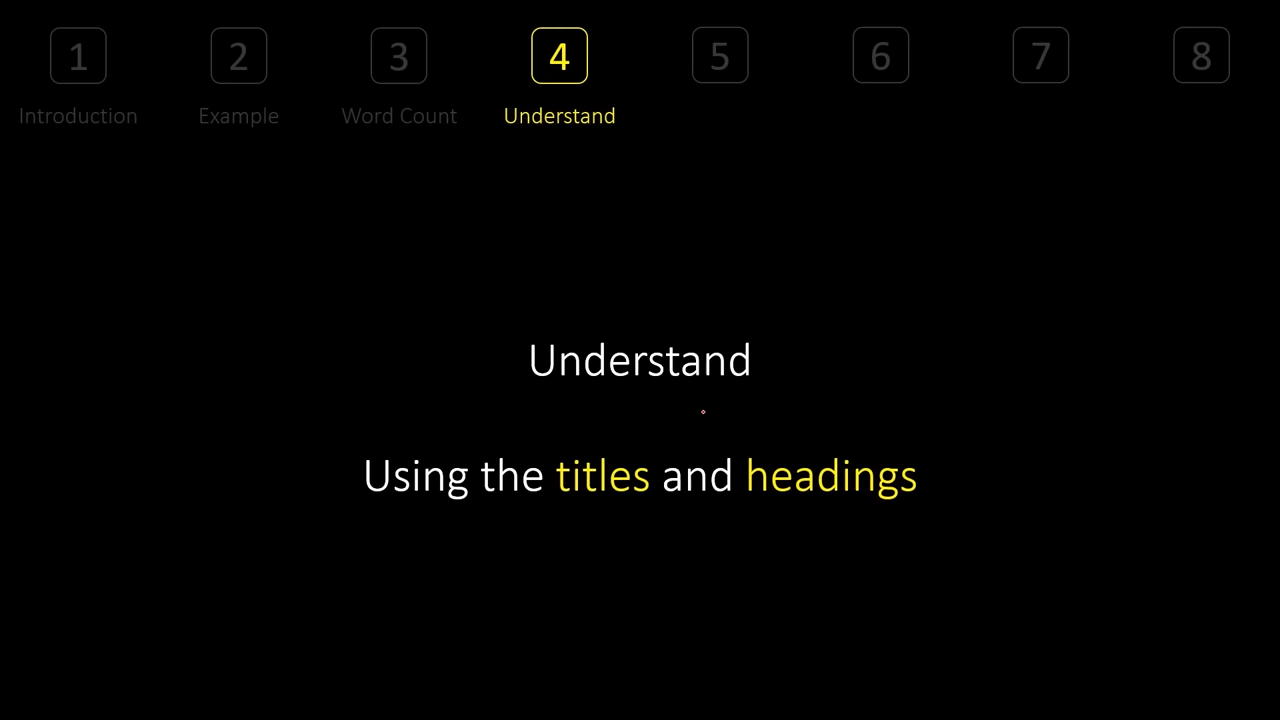 1 2 3 4 5 6 7 8
Introduction Example Word Count Understand
Understand
Using the titles and headings